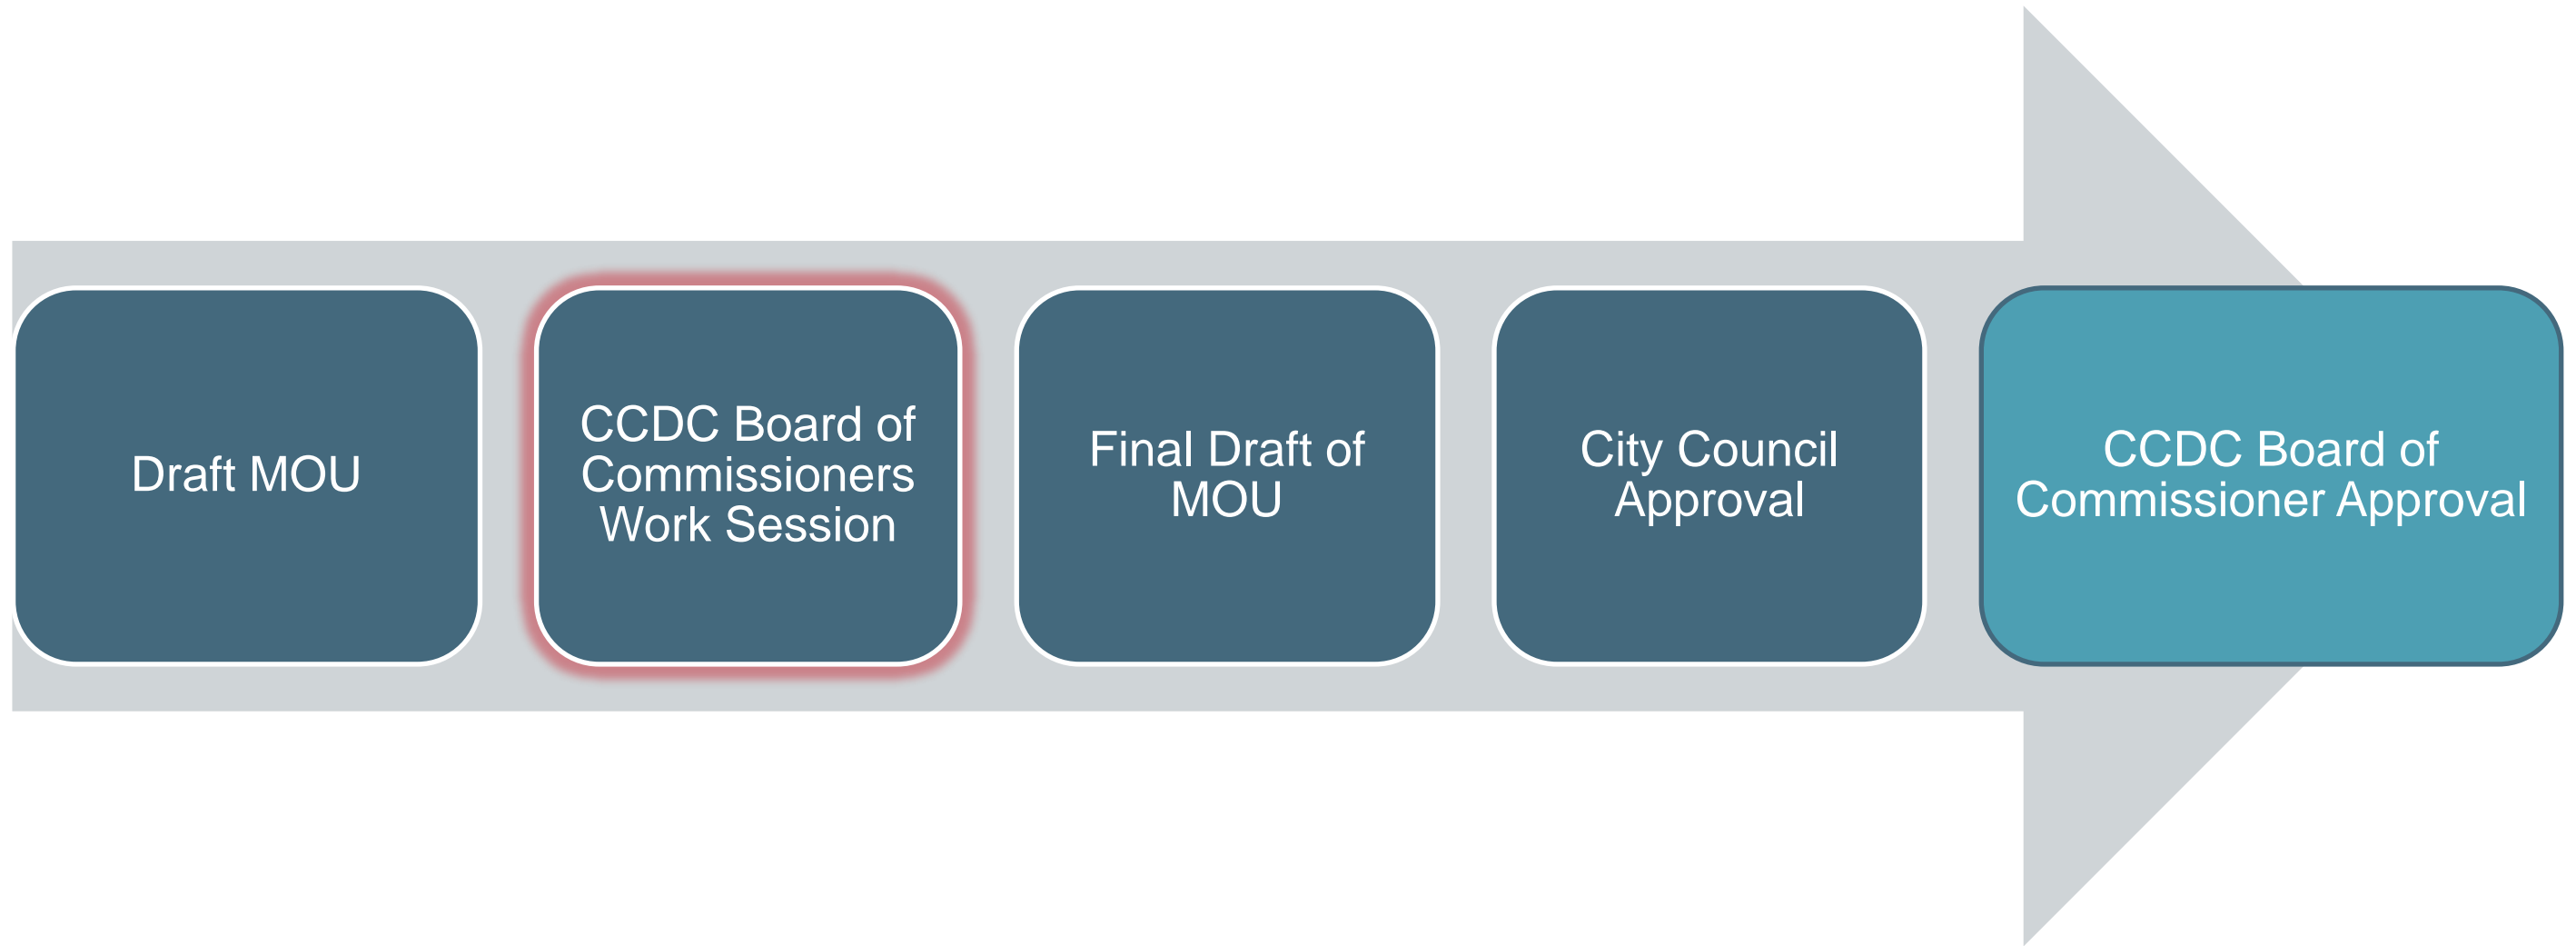 Draft MOU
CCDC Board of
Commissioners
Work Session
Final Draft of
MOU
City Council
Approval
CCDC Board of
Commissioner Approval